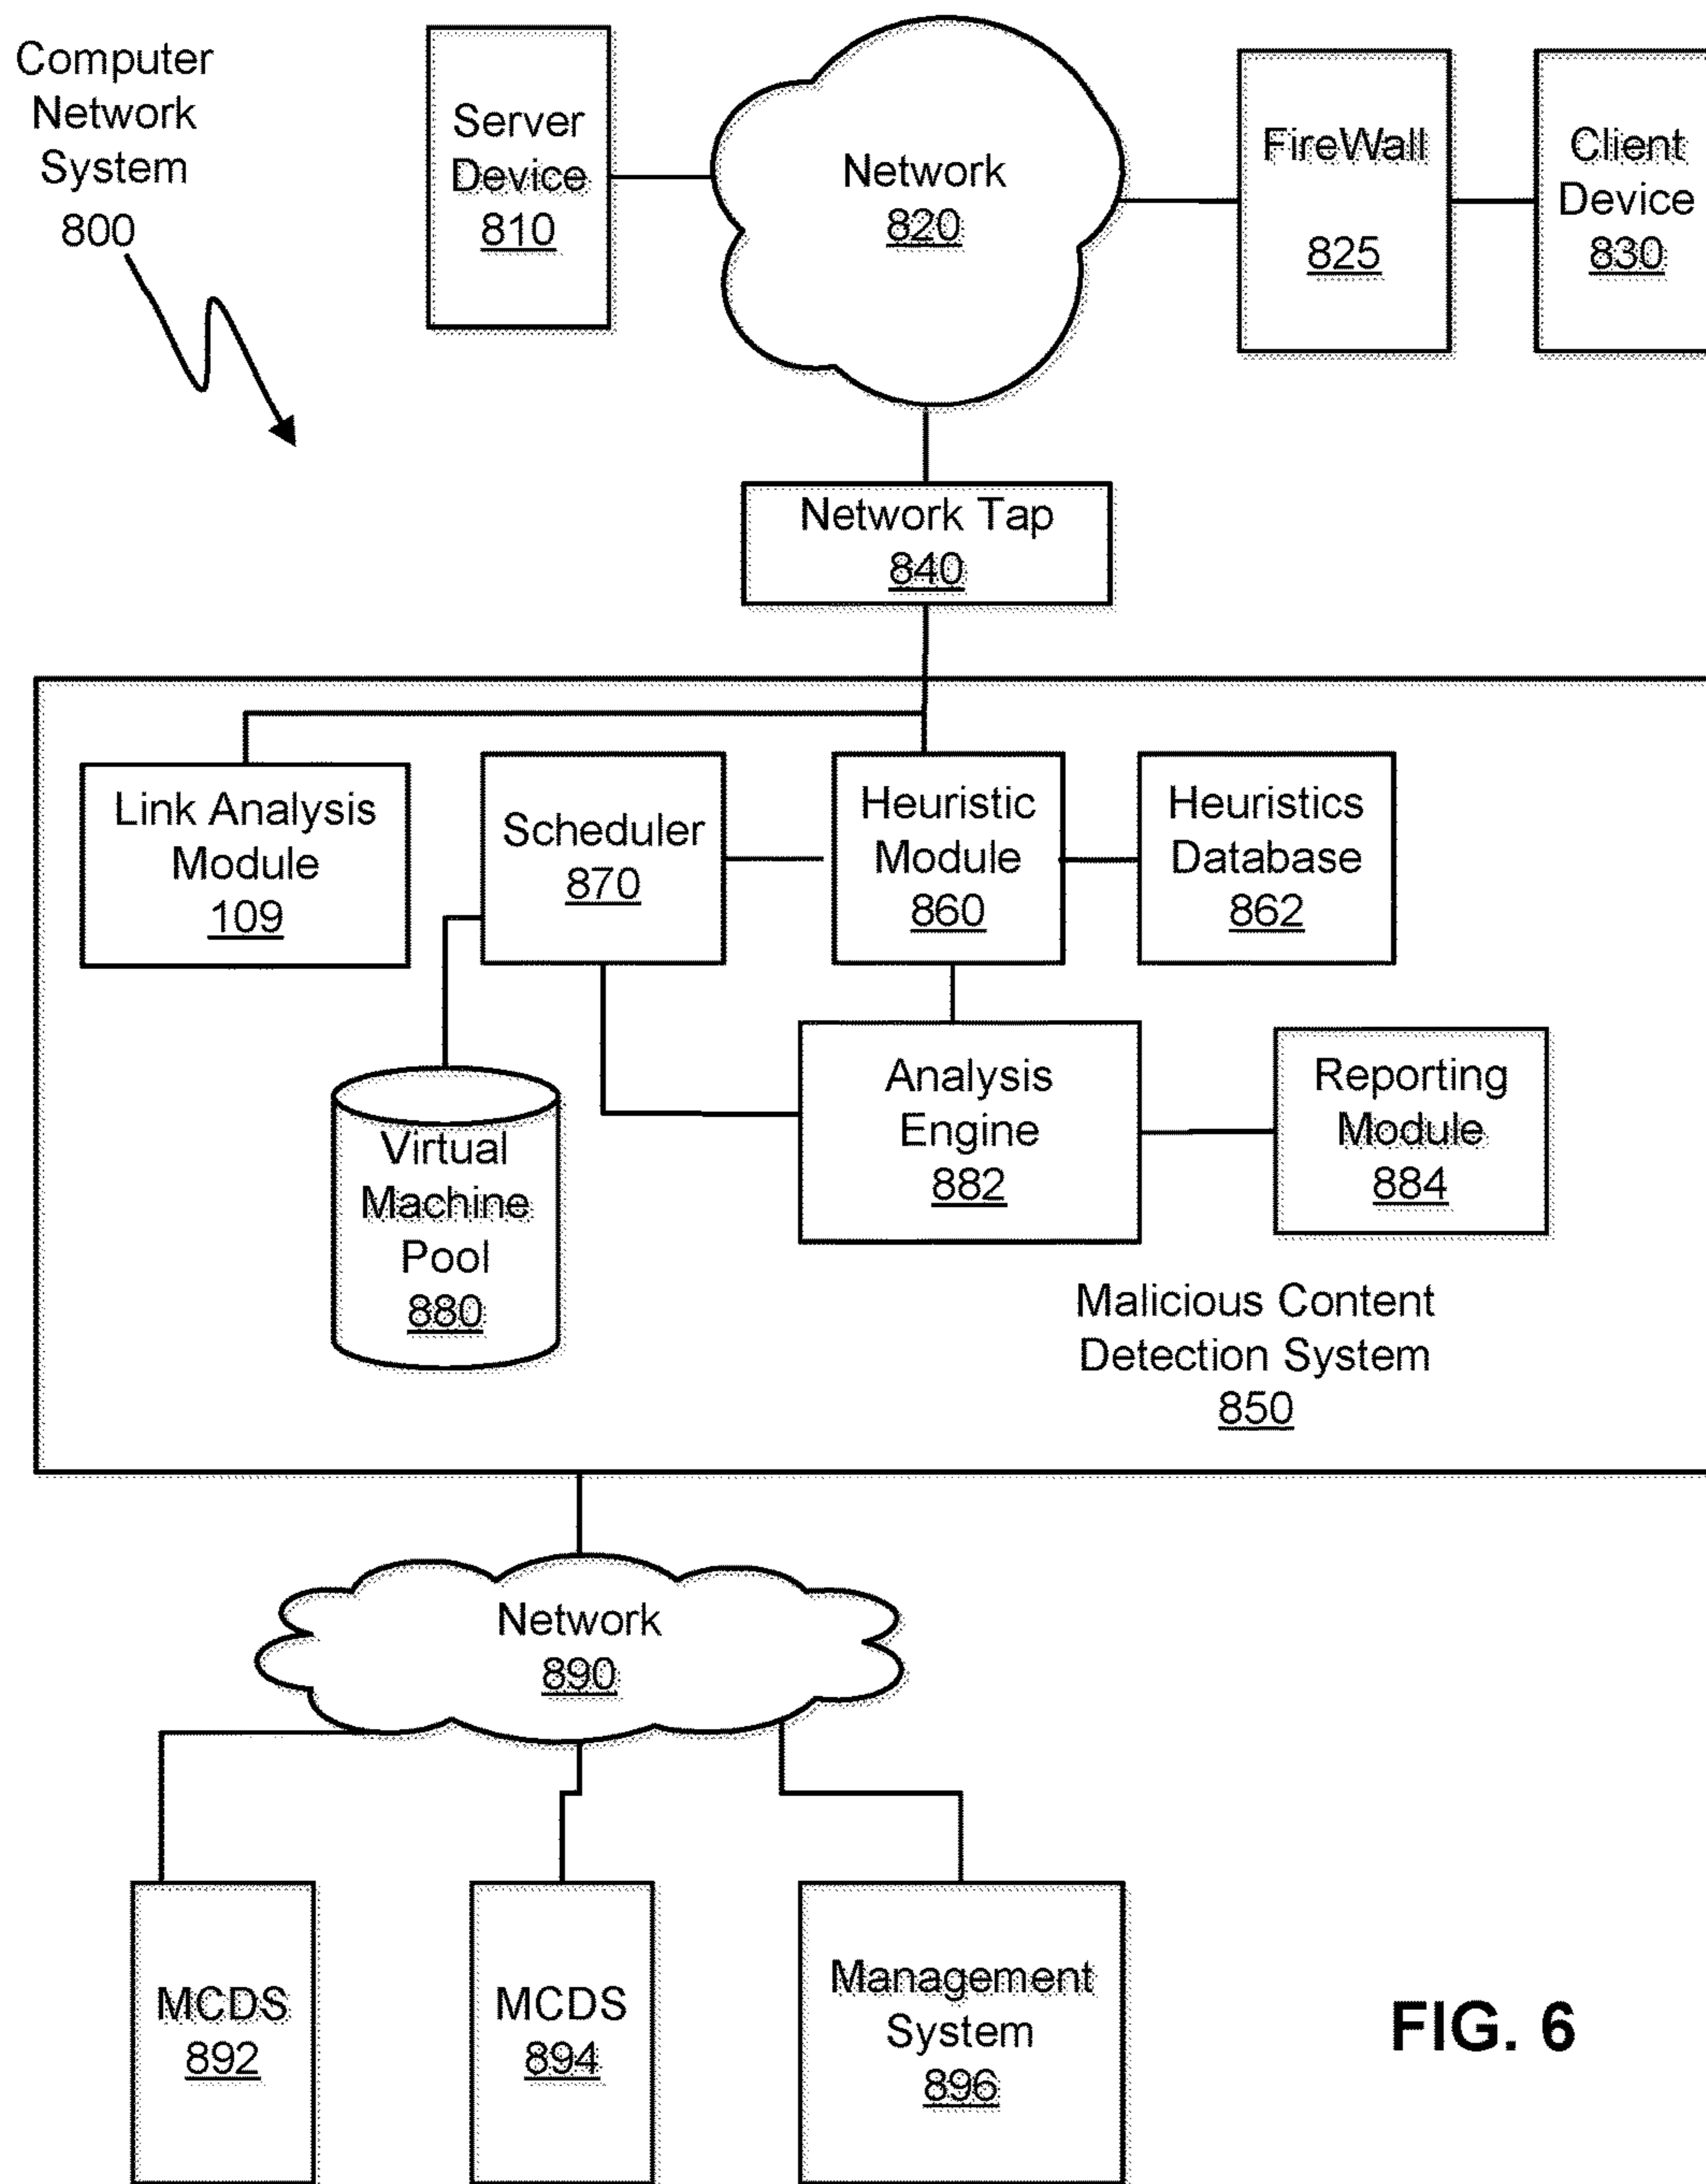 Computer
Network
System
800
Server
Device
810
Network
820
FireWall
825
Client
Device
830
Network Tap
840
Link Analysis
Module
109
Scheduler
870
Heuristic
Module
860
Heuristics
Database
862
Virtual
Machine
Pool
880
Analysis
Engine
882
Reporting
Module
884
Malicious Content
Detection System
850
Network
890
MCDS
892
MCDS
894
Management
System
896
FIG. 6